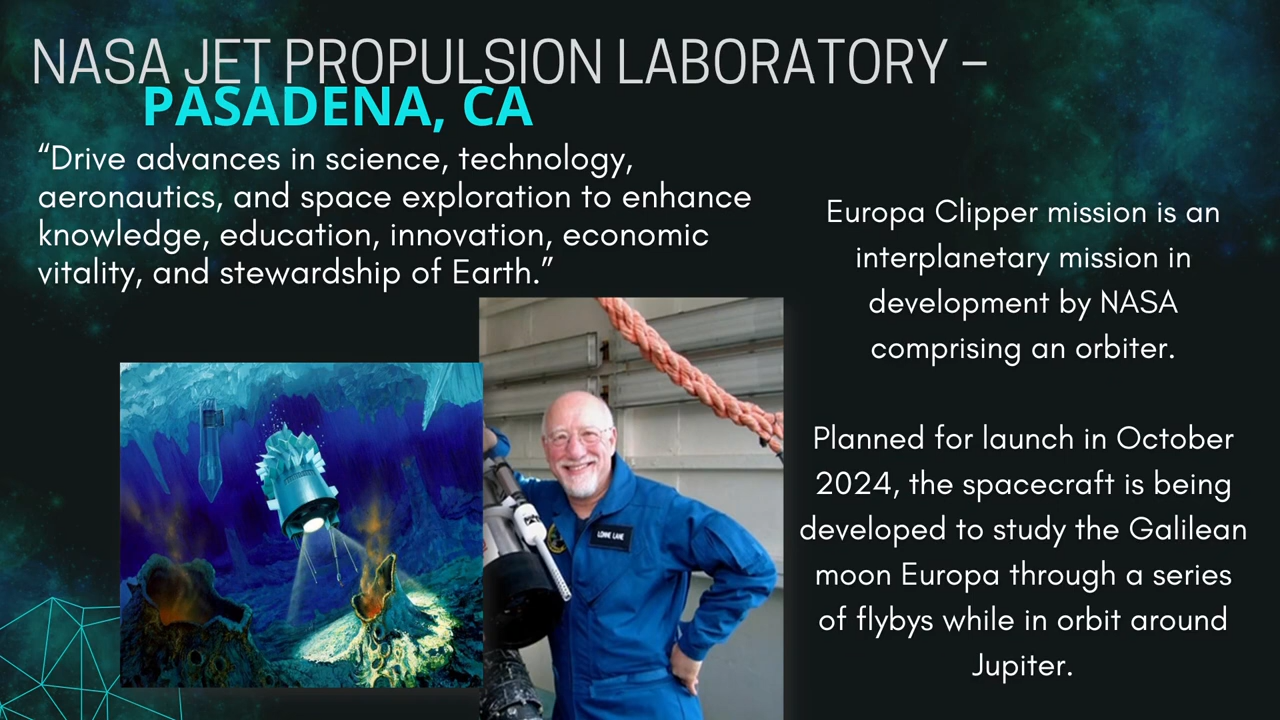 NASA JET PROPULSION LABORATORY –
PASADENA, CA
“Drive advances in science, technology,
aeronautics, and space exploration to enhance
knowledge, education, innovation, economic
vitality, and stewardship of Earth.”
Europa Clipper mission is an
interplanetary mission in
development by NASA
comprising an orbiter.
Planned for launch in October
2024, the spacecraft is being
developed to study the Galilean
moon Europa through a series
of flybys while in orbit around
Jupiter.
LONNE LANE